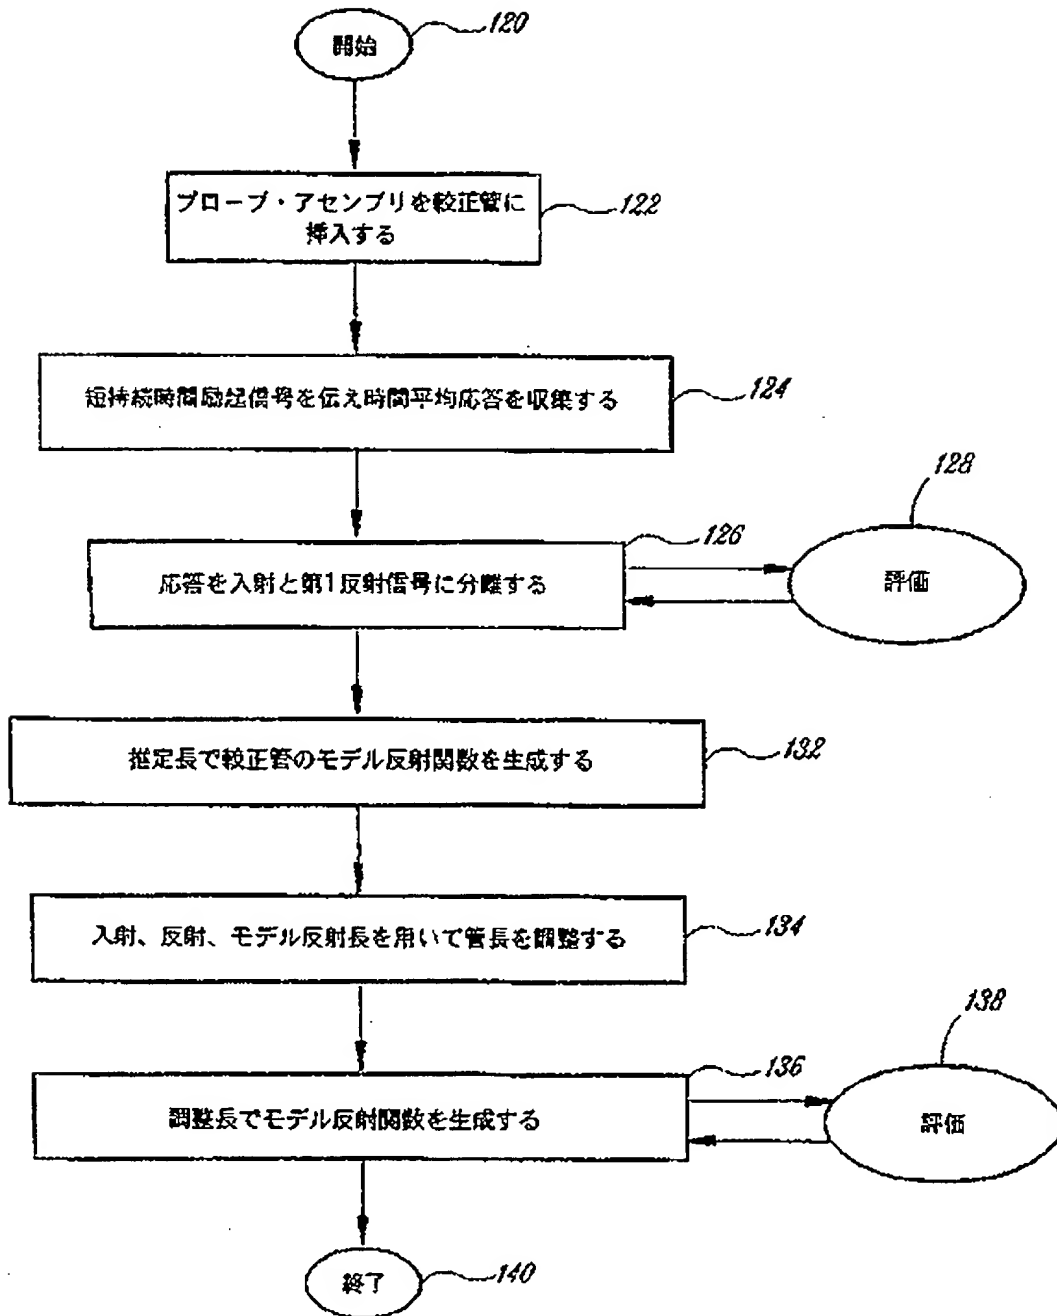 開始
120
プローブ・アセンブリを較正管に
挿入する
122
短持続時間励起信号を伝え時間平均応答を収集する
124
128
126
応答を入射と第1反射信号に分離する
評価
推定長で較正管のモデル反射関数を生成する
132
入射、反射、モデル反射長を用いて管長を調整する
134
138
136
調整長でモデル反射関数を生成する
評価
終了
140